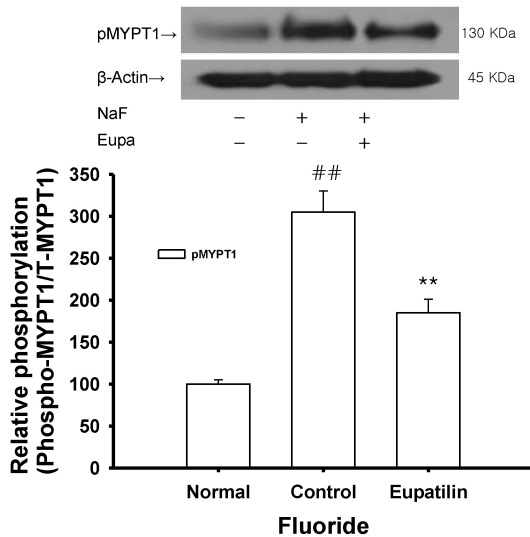 pMYPT1→ 130 KDa
β-Actin→ 45 KDa
NaF − + +
Eupa − − +
Relative phosphorylation
(Phospho-MYPT1/T-MYPT1)
350
300
250
200
150
100
50
0
pMYPT1
##
**
Normal Control Eupatilin
Fluoride